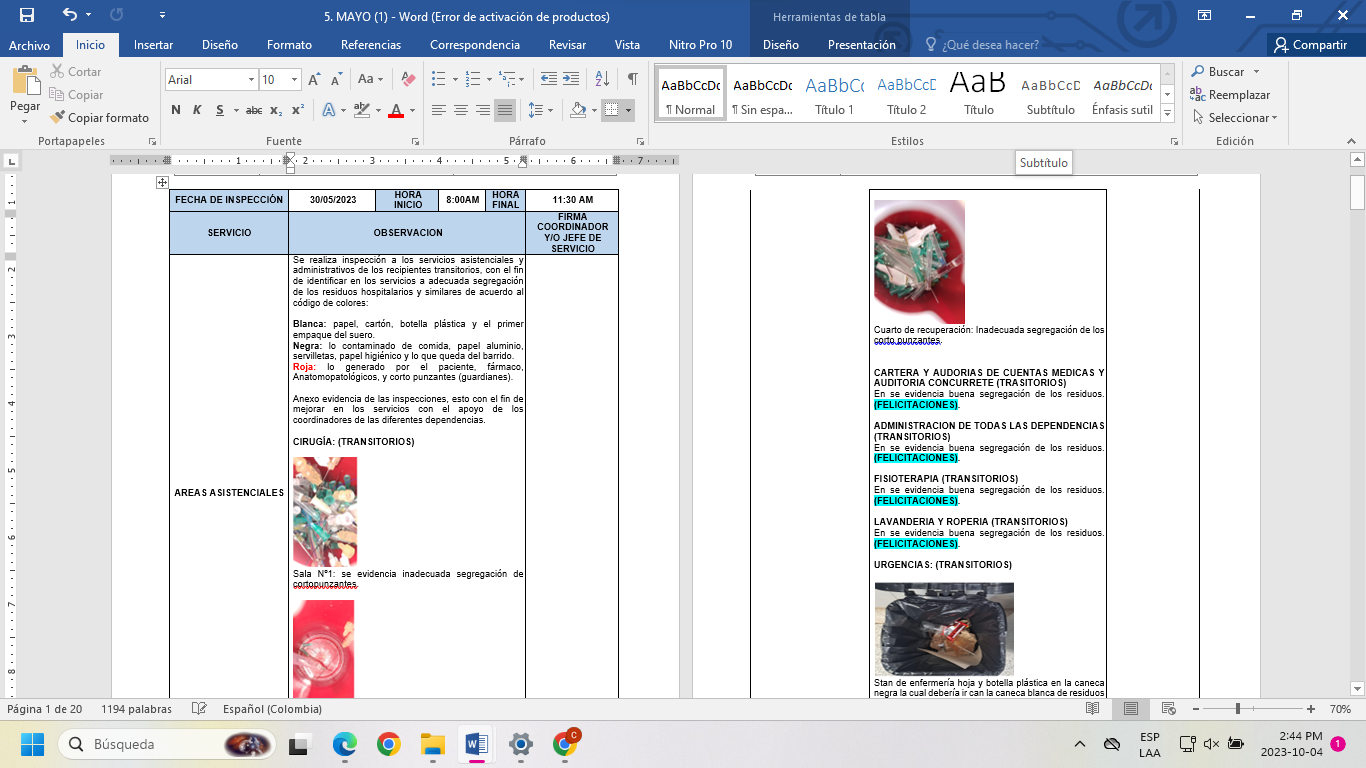 5. MAYO (1) - Word (Error de activación de productos)
Herramientas de tabla
Archivo
Inicio
Insertar
Diseño
Formato
Referencias
Correspondencia
Revisar
Vista
Nitro Pro 10
Diseño
Presentación
¿Qué desea hacer?
Compartir
Pegar
Cortar
Copiar
Copiar formato
Portapapeles
Arial
10
Aa
N K S abc x₂ x²
Fuente
Párrafo
AaBbCcDc
¶ Normal
AaBbCcDc
¶ Sin espa...
AaBbCc
Título 1
AaBbCcD
Título 2
AaB
Título
AaBbCcD
Subtítulo
AaBbCcDc
Énfasis sutil
Estilos
Buscar
Reemplazar
Seleccionar
Edición
Subtítulo
FECHA DE INSPECCIÓN
30/05/2023
HORA
INICIO
8:00AM
HORA
FINAL
11:30 AM
SERVICIO
OBSERVACION
FIRMA
COORDINADOR
Y/O JEFE DE
SERVICIO
AREAS ASISTENCIALES
Se realiza inspección a los servicios asistenciales y
administrativos de los recipientes transitorios, con el fin
de identificar en los servicios a adecuada segregación
de los residuos hospitalarios y similares de acuerdo al
código de colores:
Blanca: papel, cartón, botella plástica y el primer
empaque del suero.
Negra: lo contaminado de comida, papel aluminio,
servilletas, papel higiénico y lo que queda del barrido.
Roja: lo generado por el paciente, fármaco,
Anatomopatológicos, y corto punzantes (guardianes).
Anexo evidencia de las inspecciones, esto con el fin de
mejorar en los servicios con el apoyo de los
coordinadores de las diferentes dependencias.
CIRUGÍA: (TRANSITORIOS)
Sala N°1: se evidencia inadecuada segregación de
cortopunzantes.
Cuarto de recuperación: Inadecuada segregación de los
corto punzantes.
CARTERA Y AUDORIAS DE CUENTAS MEDICAS Y
AUDITORIA CONCURRETE (TRASITORIOS)
En se evidencia buena segregación de los residuos.
(FELICITACIONES).
ADMINISTRACION DE TODAS LAS DEPENDENCIAS
(TRANSITORIOS)
En se evidencia buena segregación de los residuos.
(FELICITACIONES).
FISIOTERAPIA (TRANSITORIOS)
En se evidencia buena segregación de los residuos.
(FELICITACIONES).
LAVANDERIA Y ROPERIA (TRANSITORIOS)
En se evidencia buena segregación de los residuos.
(FELICITACIONES).
URGENCIAS: (TRANSITORIOS)
Stan de enfermería hoja y botella plástica en la caneca
negra la cual debería ir can la caneca blanca de residuos
Página 1 de 20
1194 palabras
Español (Colombia)
70%
Búsqueda
ESP
LAA
2:44 PM
2023-10-04
1